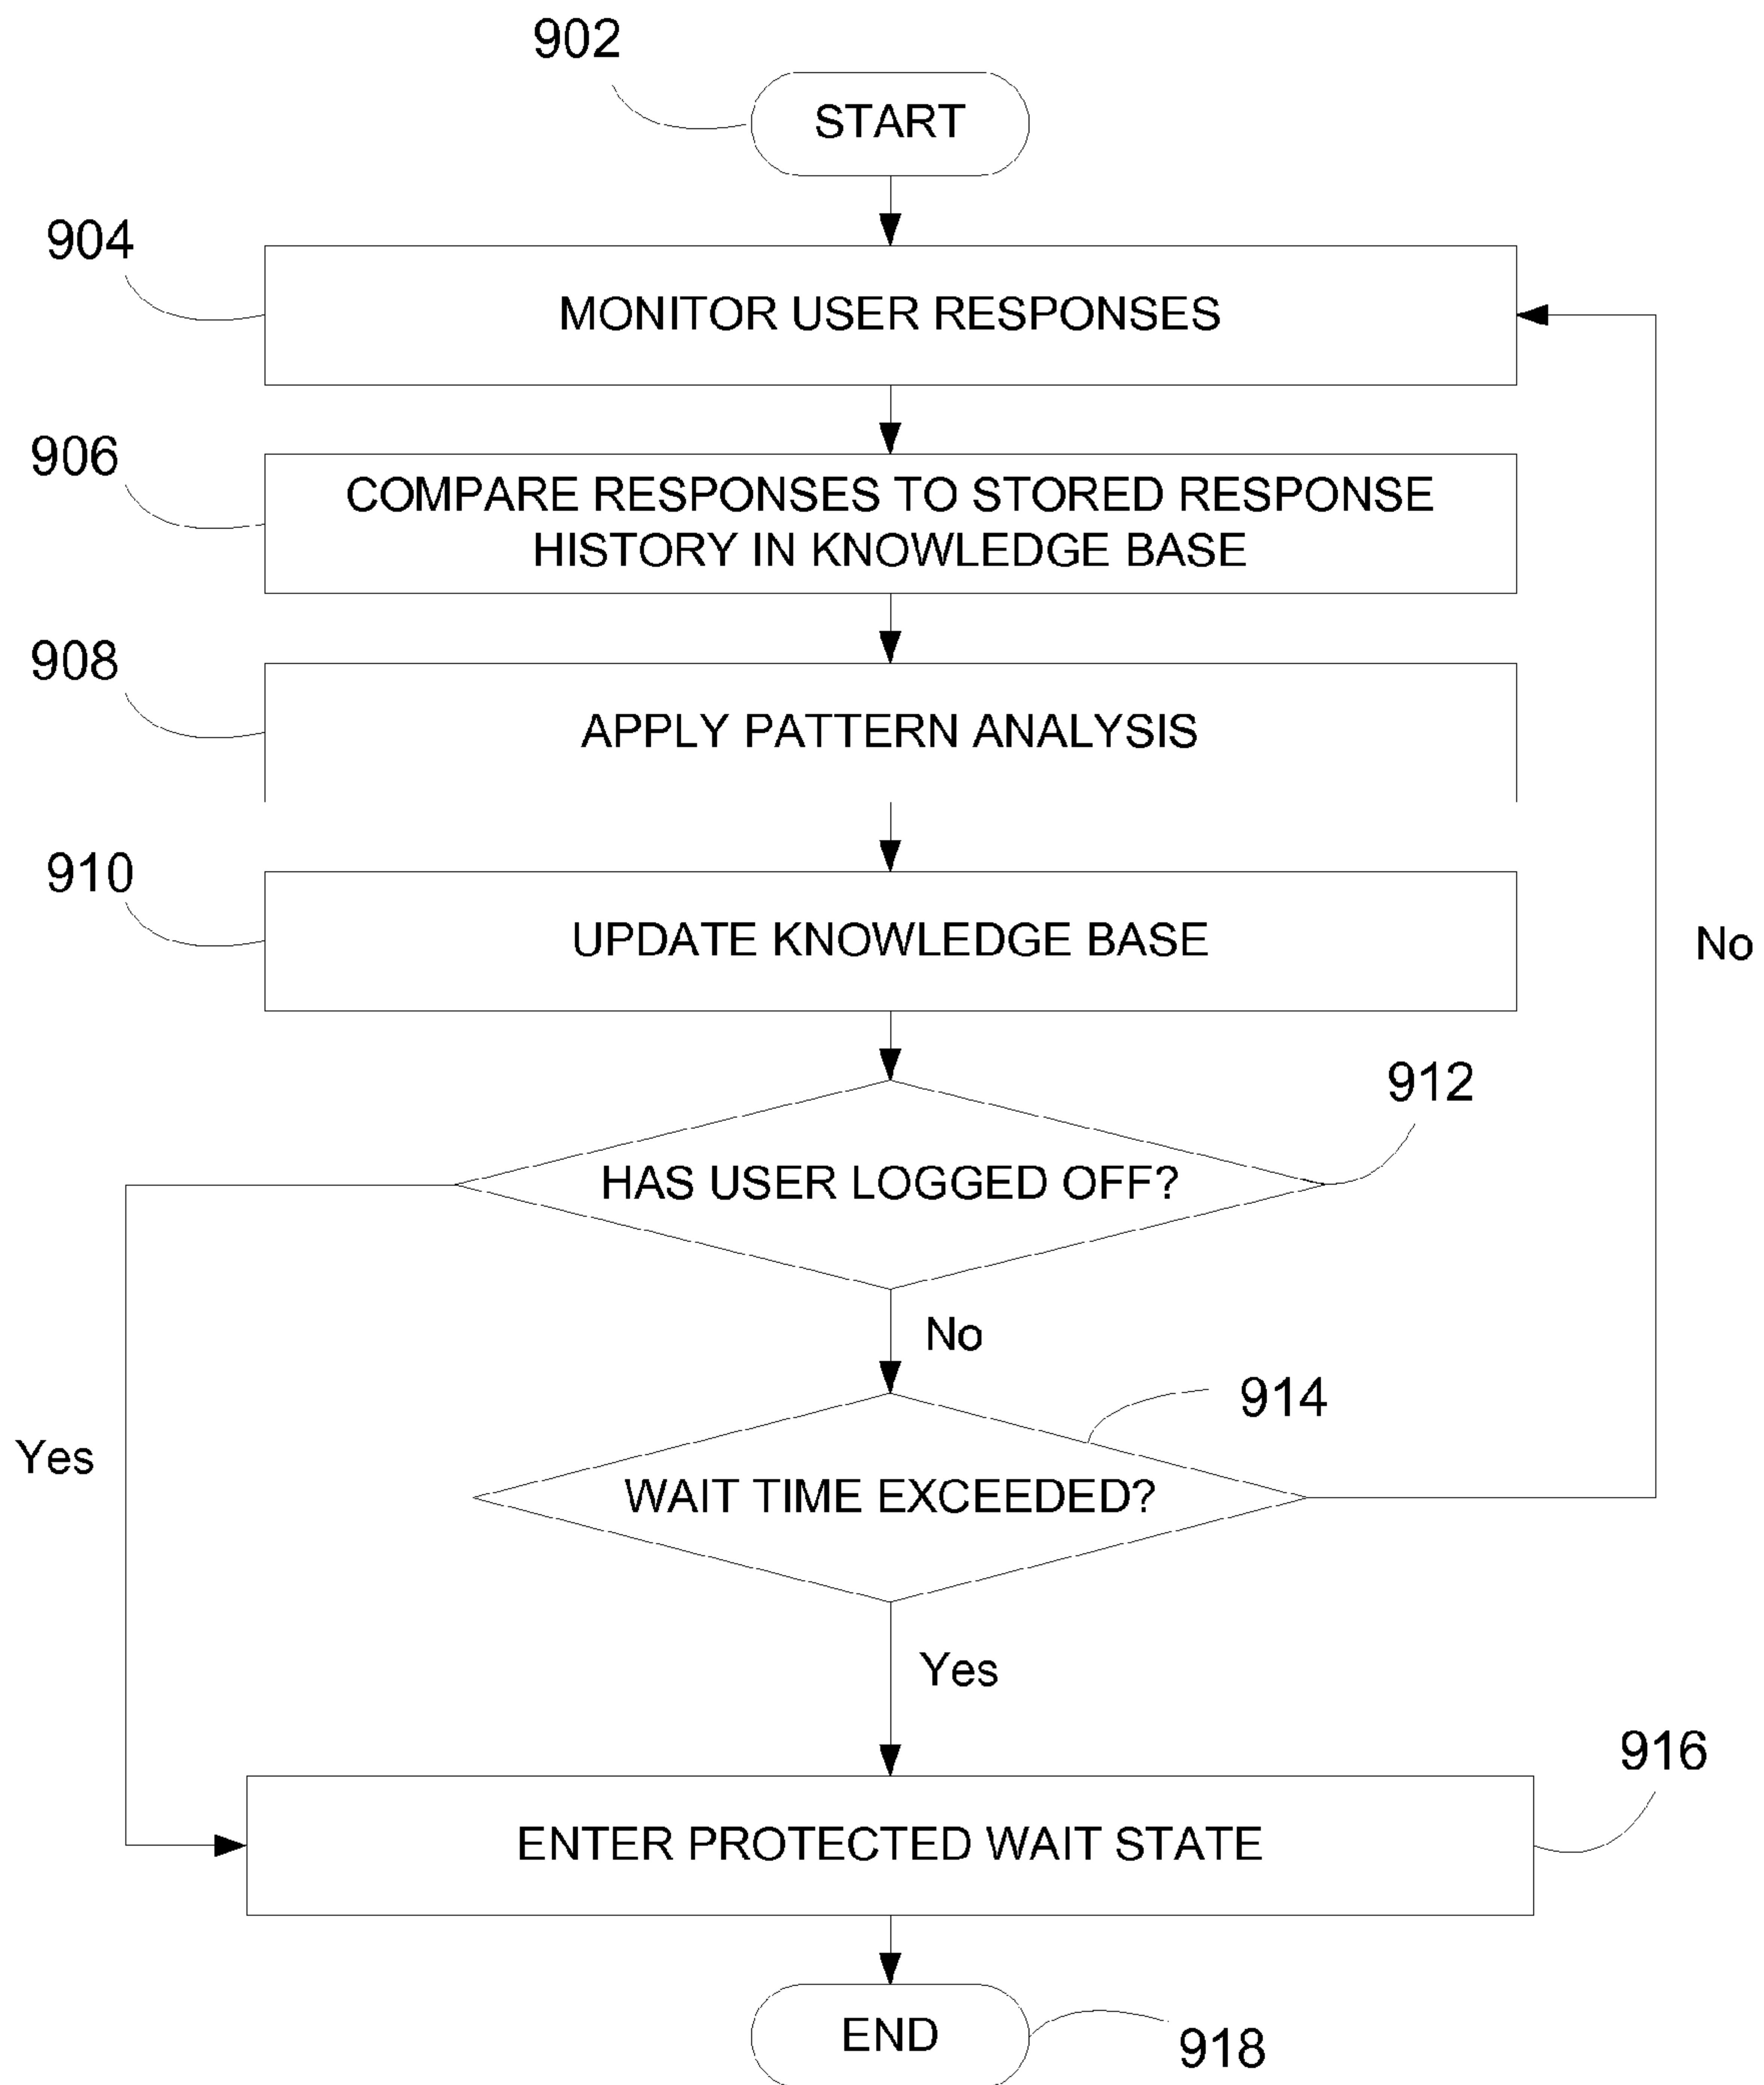 902
START
904
MONITOR USER RESPONSES
906
COMPARE RESPONSES TO STORED RESPONSE
HISTORY IN KNOWLEDGE BASE
908
APPLY PATTERN ANALYSIS
910
UPDATE KNOWLEDGE BASE
No
912
HAS USER LOGGED OFF?
No
914
Yes
WAIT TIME EXCEEDED?
Yes
916
ENTER PROTECTED WAIT STATE
END
918